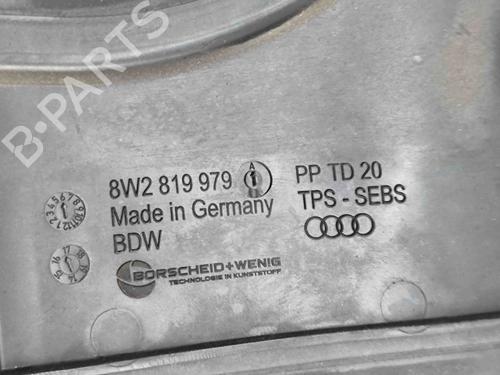 B-PARTS
8W2 819 979
PP TD 20
Made in Germany
TPS - SEBS
BDW
BORSCHEID+WENIG
TECHNOLOGIE IN KUNSTSTOFF